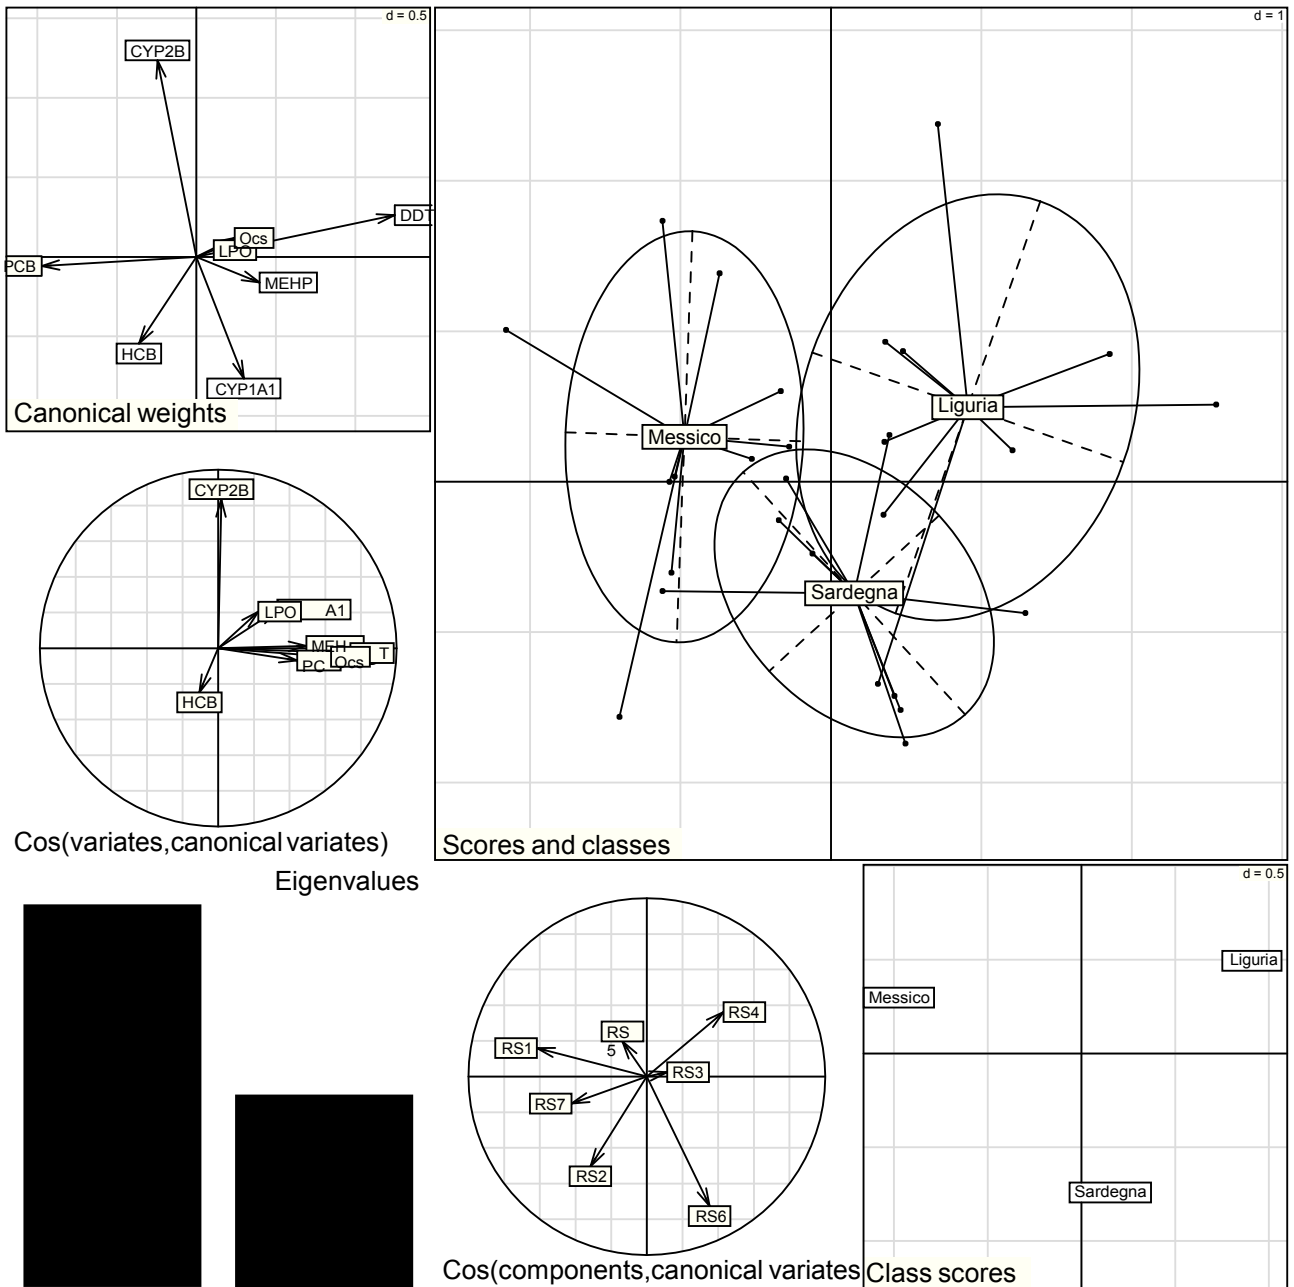 d = 0.5
CYP2B
DDT
Ocs
LPO
PCB
MEHP
HCB
CYP1A1
Canonical weights
d = 1
Messico
Liguria
Sardegna
Scores and classes
CYP2B
LPO
A1
MEH
T
PC
Ocs
HCB
Cos(variates,canonical variates)
Eigenvalues
RS4
RS
5
RS1
RS3
RS7
RS2
RS6
Cos(components,canonical variates
d = 0.5
Liguria
Messico
Sardegna
Class scores